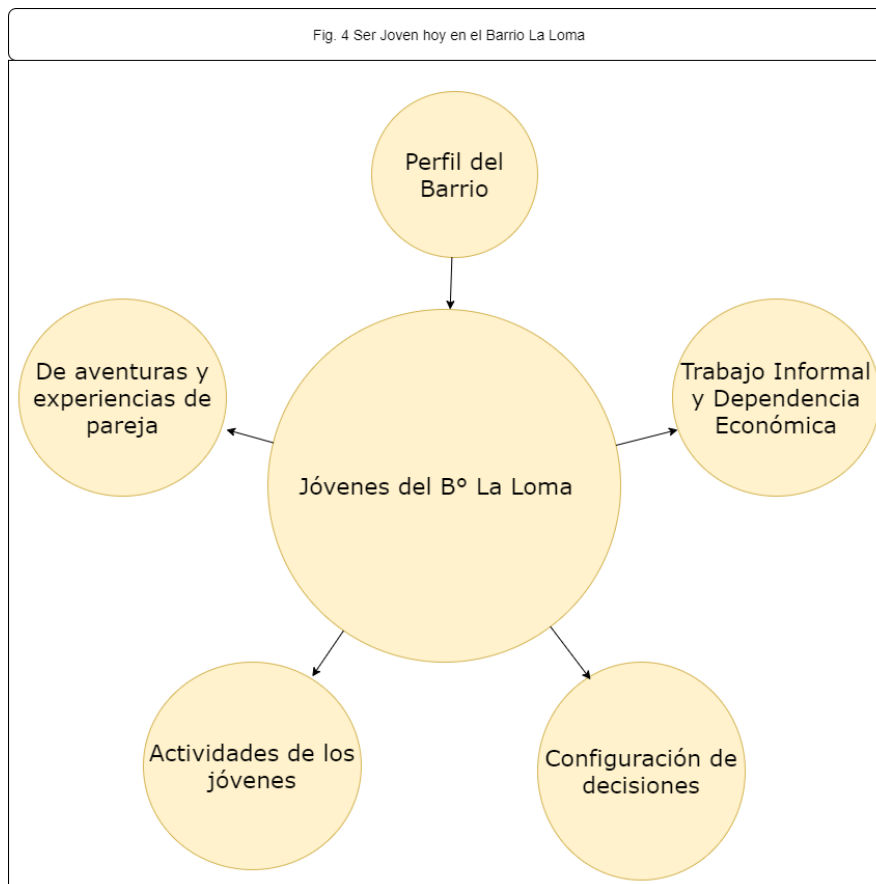 Fig. 4 Ser Joven hoy en el Barrio La Loma
Perfil del
Barrio
De aventuras y
experiencias de
pareja
Trabajo Informal
y Dependencia
Económica
Jóvenes del B° La Loma
Actividades de los
jóvenes
Configuración de
decisiones